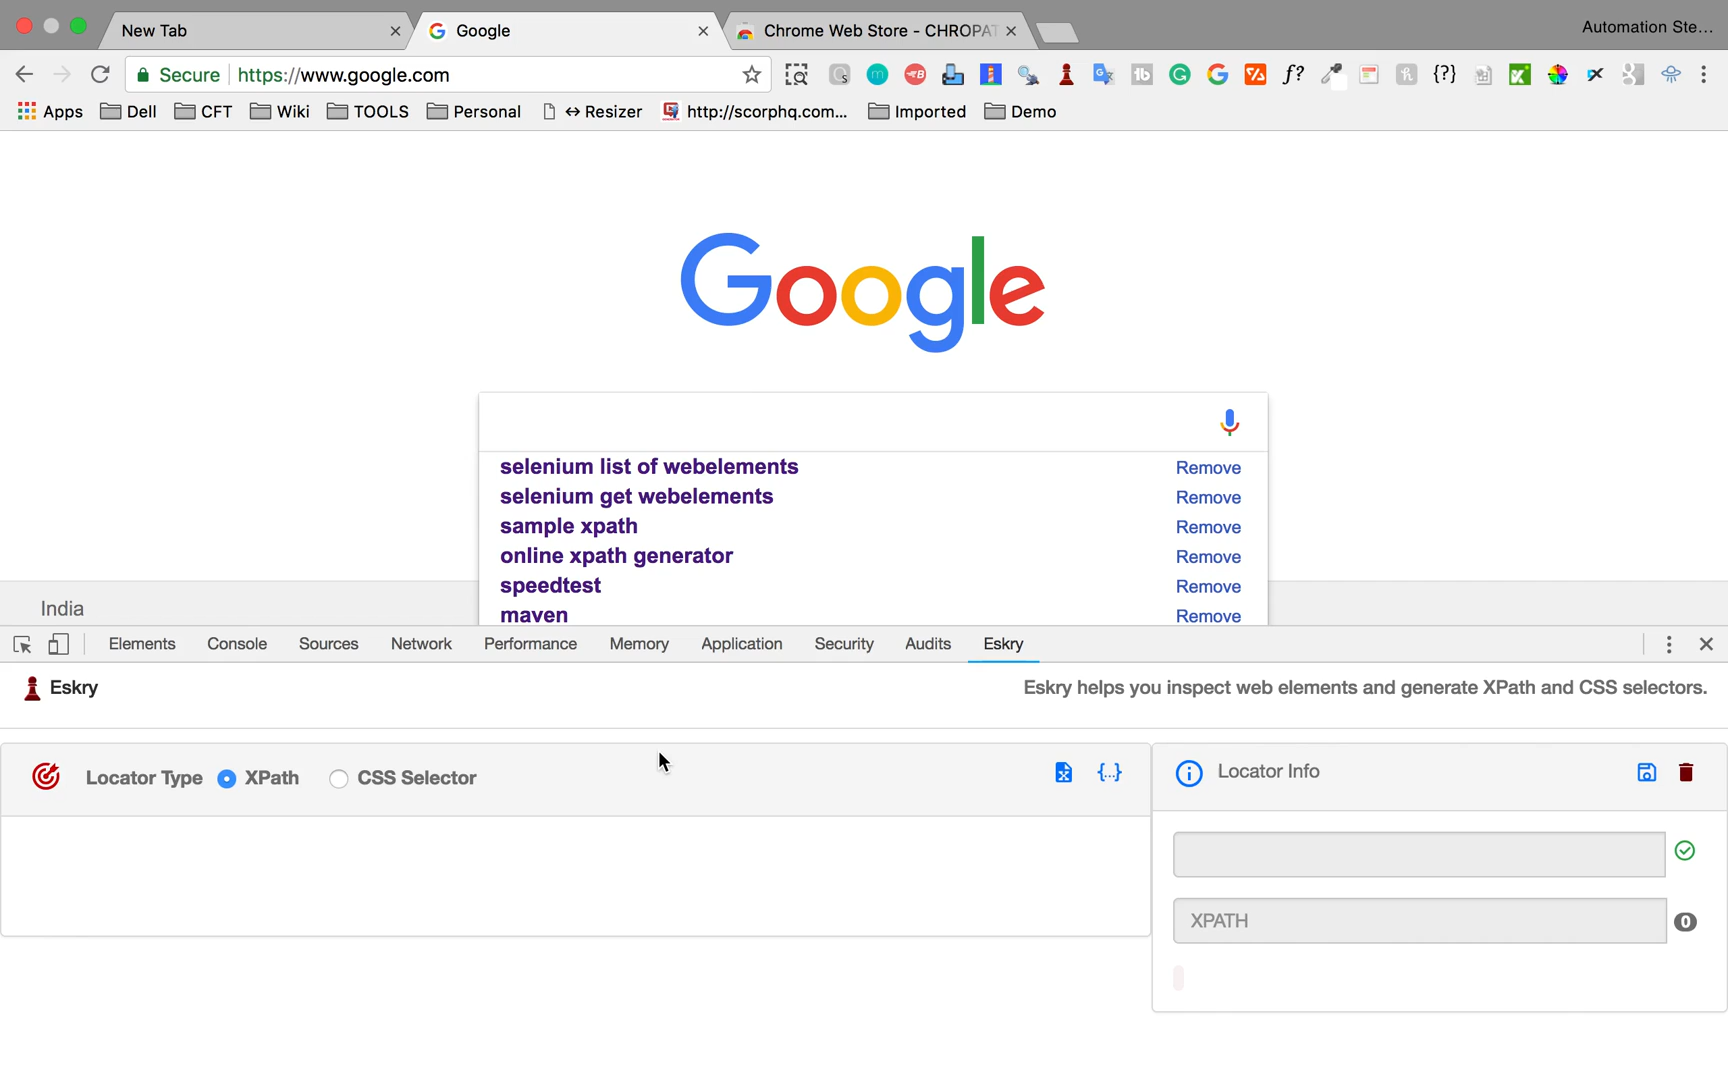 New Tab
Google
Chrome Web Store - CHROPAT
Automation Ste...
Secure
https://www.google.com
f?
{?}
Apps
Dell
CFT
Wiki
TOOLS
Personal
↔ Resizer
http://scorphq.com...
Imported
Demo
Google
selenium list of webelements Remove
selenium get webelements Remove
sample xpath Remove
online xpath generator Remove
speedtest Remove
maven Remove
India
Elements Console Sources Network Performance Memory Application Security Audits Eskry
Eskry
Eskry helps you inspect web elements and generate XPath and CSS selectors.
Locator Type XPath CSS Selector
{...}
Locator Info
XPATH
0